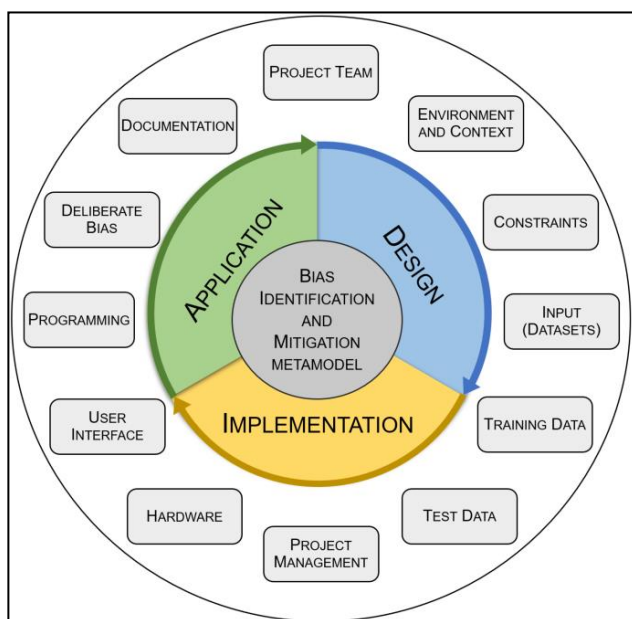 PROJECT TEAM
ENVIRONMENT
AND CONTEXT
CONSTRAINTS
INPUT
(DATASETS)
TRAINING DATA
TEST DATA
PROJECT
MANAGEMENT
HARDWARE
USER
INTERFACE
PROGRAMMING
DELIBERATE
BIAS
DOCUMENTATION
APPLICATION
DESIGN
IMPLEMENTATION
BIAS
IDENTIFICATION
AND
MITIGATION
METAMODEL